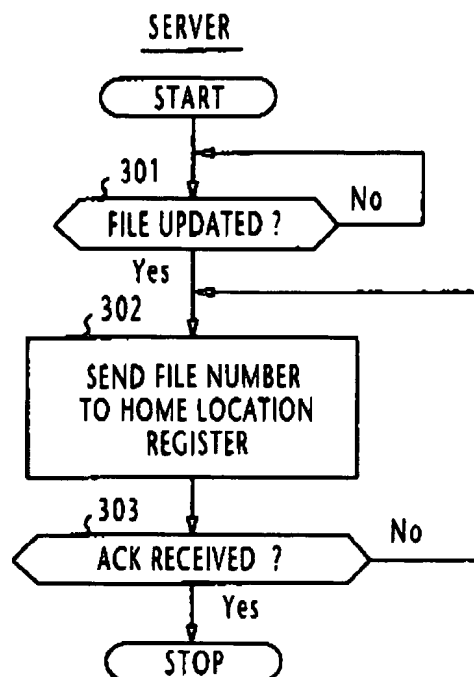 SERVER
START
301
No
FILE UPDATED ?
Yes
302
SEND FILE NUMBER
TO HOME LOCATION
REGISTER
303
No
ACK RECEIVED ?
Yes
STOP